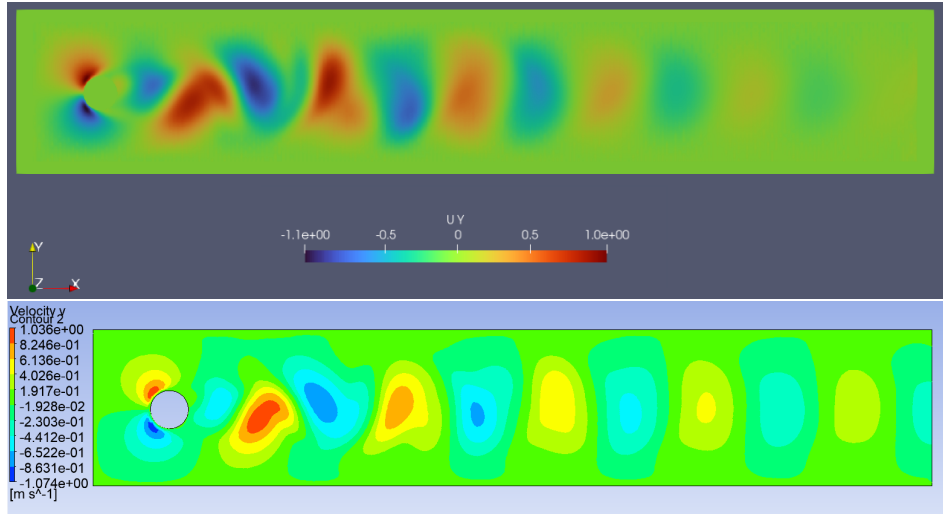 U Y
-1.1e+00 -0.5 0 0.5 1.0e+00
Y
Z X
Velocity y
Contour 2
1.036e+00
8.246e-01
6.136e-01
4.026e-01
1.917e-01
-1.928e-02
-2.303e-01
-4.412e-01
-6.522e-01
-8.631e-01
-1.074e+00
[m s^-1]